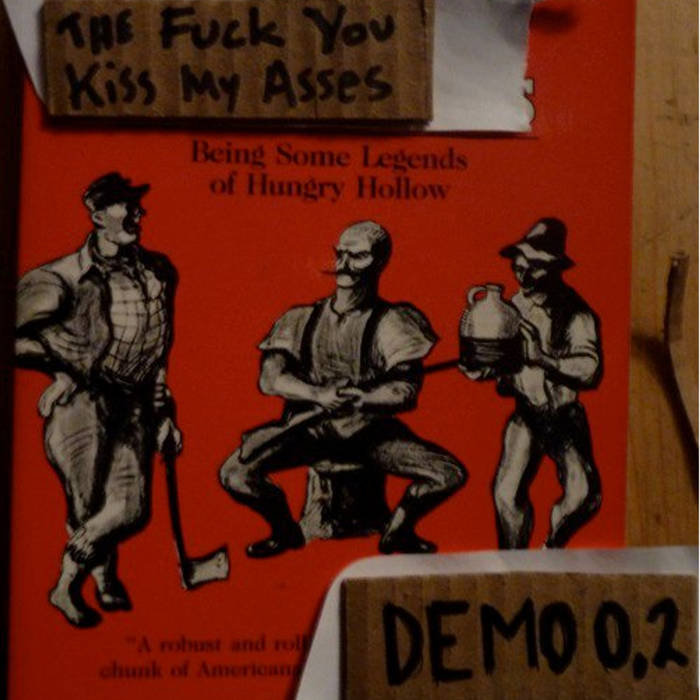 THE Fuck You
Kiss My Asses
S
Being Some Legends
of Hungry Hollow
"A robust and roll
chunk of American
DEMO 0.2